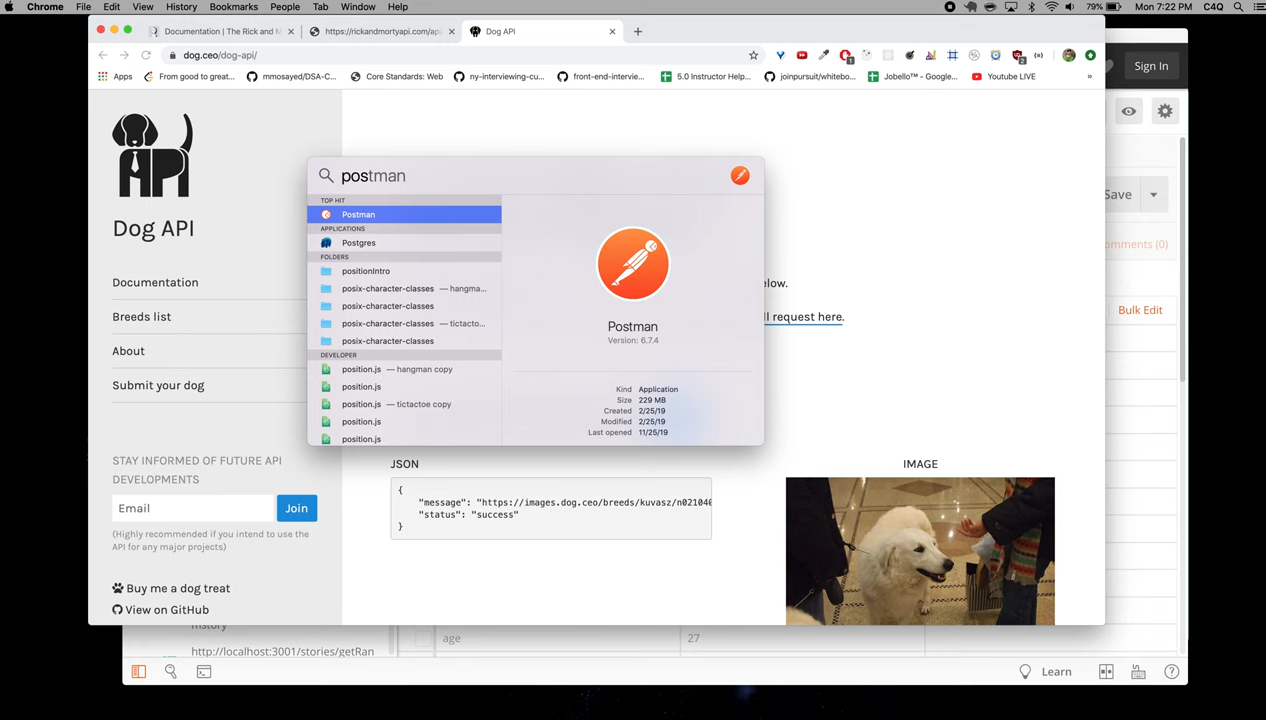 Chrome File Edit View History Bookmarks People Tab Window Help
79% Mon 7:22 PM C4Q
Documentation | The Rick and M
https://rickandmortyapi.com/api
Dog API
dog.ceo/dog-api/
Apps From good to great... mmosayed/DSA-C... Core Standards: Web ny-interviewing-cu... front-end-intervie... 5.0 Instructor Help... joinpursuit/whitebo... Jobello™ - Google... YouTube LIVE »
Sign In
API
Dog API
Documentation
Breeds list
About
Submit your dog
STAY INFORMED OF FUTURE API
DEVELOPMENTS
Email
Join
(Highly recommended if you intend to use the
API for any major projects)
Buy me a dog treat
View on GitHub
postman
TOP HIT
Postman
APPLICATIONS
Postgres
FOLDERS
positionIntro
posix-character-classes — hangma...
posix-character-classes
posix-character-classes — tictacto...
posix-character-classes
DEVELOPER
position.js — hangman copy
position.js
position.js — tictactoe copy
position.js
position.js
Postman
Version: 6.7.4
Kind Application
Size 229 MB
Created 2/25/19
Modified 2/25/19
Last opened 11/25/19
elow.
ll request here.
Save
omments (0)
Bulk Edit
JSON
{
"message": "https://images.dog.ceo/breeds/kuvasz/n021040
"status": "success"
}
IMAGE
history
http://localhost:3001/stories/getRan
age
27
Learn